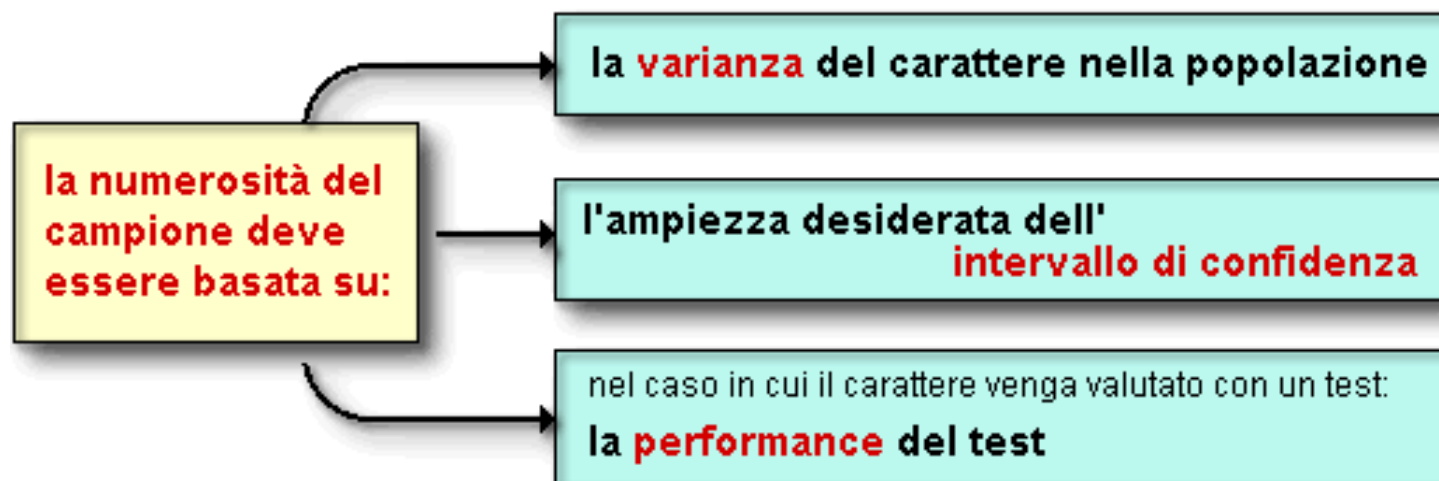 la numerosità del
campione deve
essere basata su:
la varianza del carattere nella popolazione
l'ampiezza desiderata dell'
intervallo di confidenza
nel caso in cui il carattere venga valutato con un test:
la performance del test